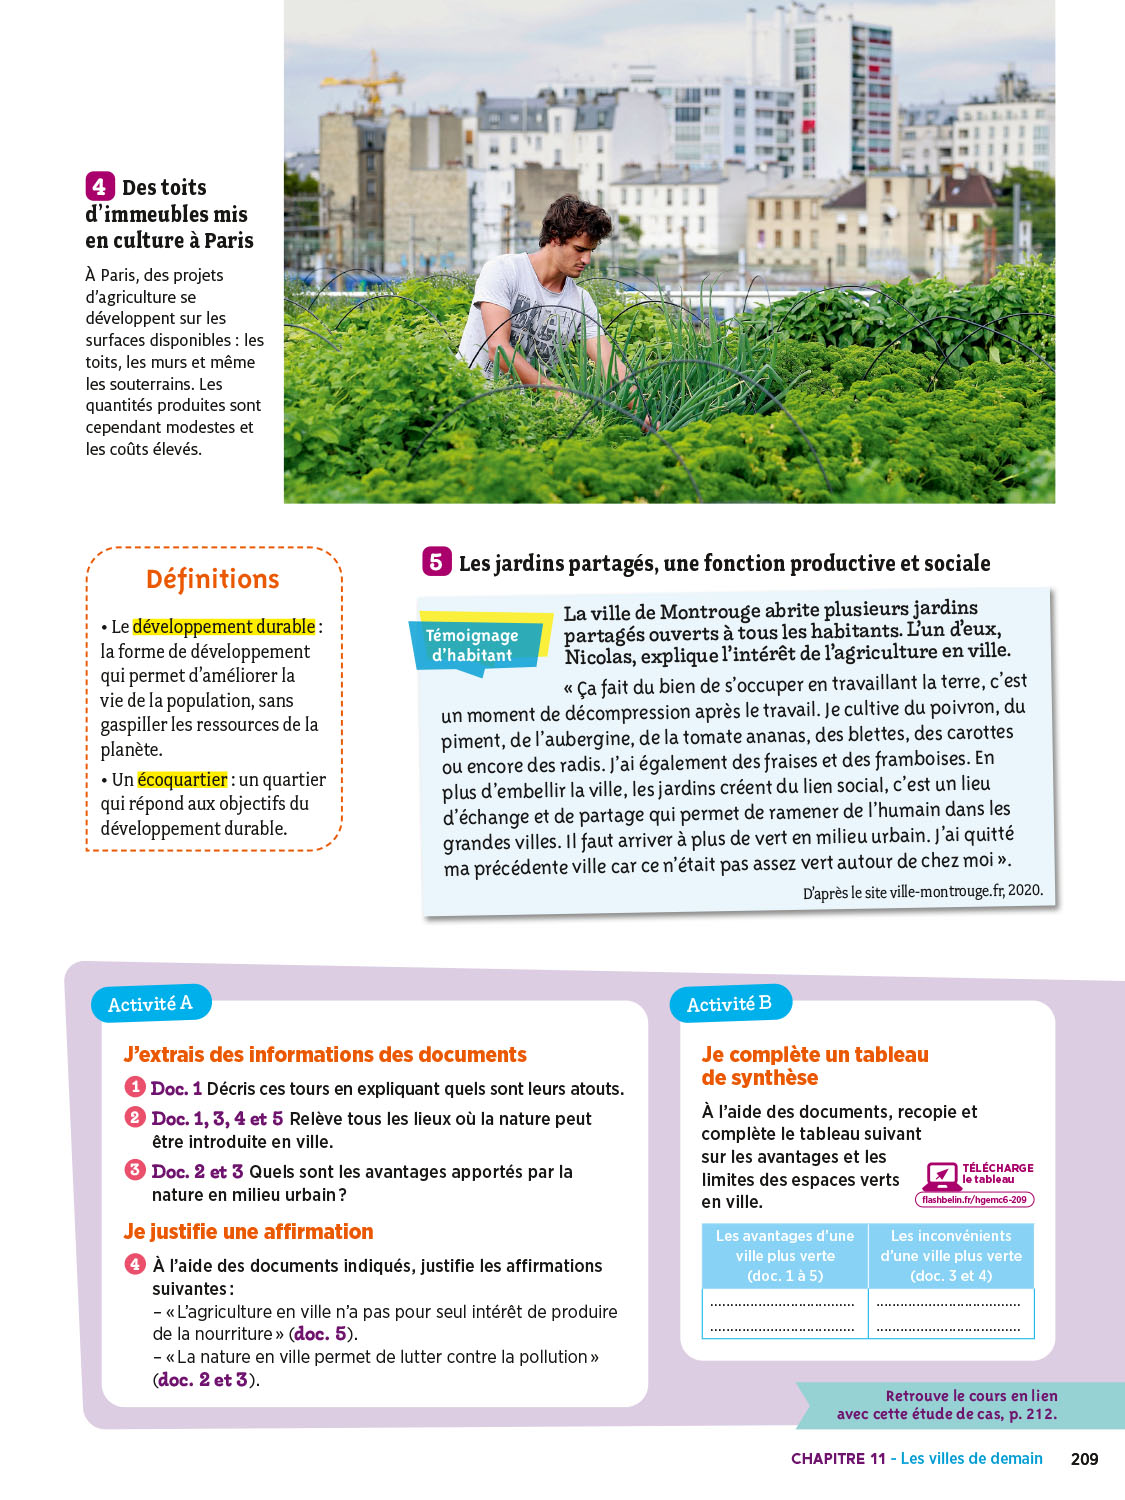 4 Des toits
d'immeubles mis
en culture à Paris
À Paris, des projets
d'agriculture se
développent sur les
surfaces disponibles : les
toits, les murs et même
les souterrains. Les
quantités produites sont
cependant modestes et
les coûts élevés.
Définitions
• Le développement durable :
la forme de développement
qui permet d'améliorer la
vie de la population, sans
gaspiller les ressources de la
planète.
• Un écoquartier : un quartier
qui répond aux objectifs du
développement durable.
5 Les jardins partagés, une fonction productive et sociale
Témoignage
d'habitant
La ville de Montrouge abrite plusieurs jardins
partagés ouverts à tous les habitants. L'un d'eux,
Nicolas, explique l'intérêt de l'agriculture en ville.
« Ça fait du bien de s'occuper en travaillant la terre, c'est
un moment de décompression après le travail. Je cultive du poivron, du
piment, de l'aubergine, de la tomate ananas, des blettes, des carottes
ou encore des radis. J'ai également des fraises et des framboises. En
plus d'embellir la ville, les jardins créent du lien social, c'est un lieu
d'échange et de partage qui permet de ramener de l'humain dans les
grandes villes. Il faut arriver à plus de vert en milieu urbain. J'ai quitté
ma précédente ville car ce n'était pas assez vert autour de chez moi ».
D'après le site ville-montrouge.fr, 2020.
Activité A
J'extrais des informations des documents
1 Doc. 1 Décris ces tours en expliquant quels sont leurs atouts.
2 Doc. 1, 3, 4 et 5 Relève tous les lieux où la nature peut
être introduite en ville.
3 Doc. 2 et 3 Quels sont les avantages apportés par la
nature en milieu urbain ?
Je justifie une affirmation
4 À l'aide des documents indiqués, justifie les affirmations
suivantes :
– « L'agriculture en ville n'a pas pour seul intérêt de produire
de la nourriture » (doc. 5).
– « La nature en ville permet de lutter contre la pollution »
(doc. 2 et 3).
Activité B
Je complète un tableau
de synthèse
À l'aide des documents, recopie et
complète le tableau suivant
sur les avantages et les
limites des espaces verts
en ville.
TÉLÉCHARGE
le tableau
flashbelin.fr/hgemc6-209
Les avantages d'une
ville plus verte
(doc. 1 à 5)
Les inconvénients
d'une ville plus verte
(doc. 3 et 4)
Retrouve le cours en lien
avec cette étude de cas, p. 212.
CHAPITRE 11 - Les villes de demain 209